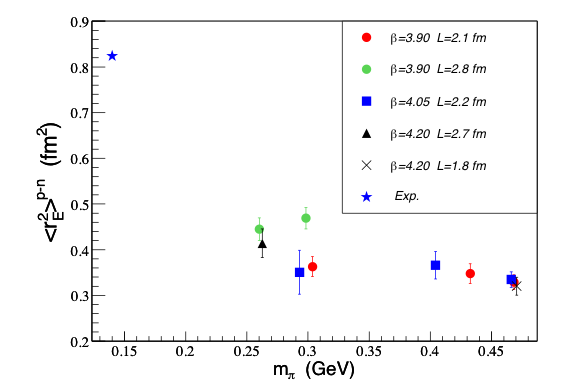 0.9
0.8
0.7
0.6
0.5
0.4
0.3
0.2
<r²E>p-n (fm²)
β=3.90 L=2.1 fm
β=3.90 L=2.8 fm
β=4.05 L=2.2 fm
β=4.20 L=2.7 fm
β=4.20 L=1.8 fm
Exp.
0.15 0.2 0.25 0.3 0.35 0.4 0.45
mπ (GeV)